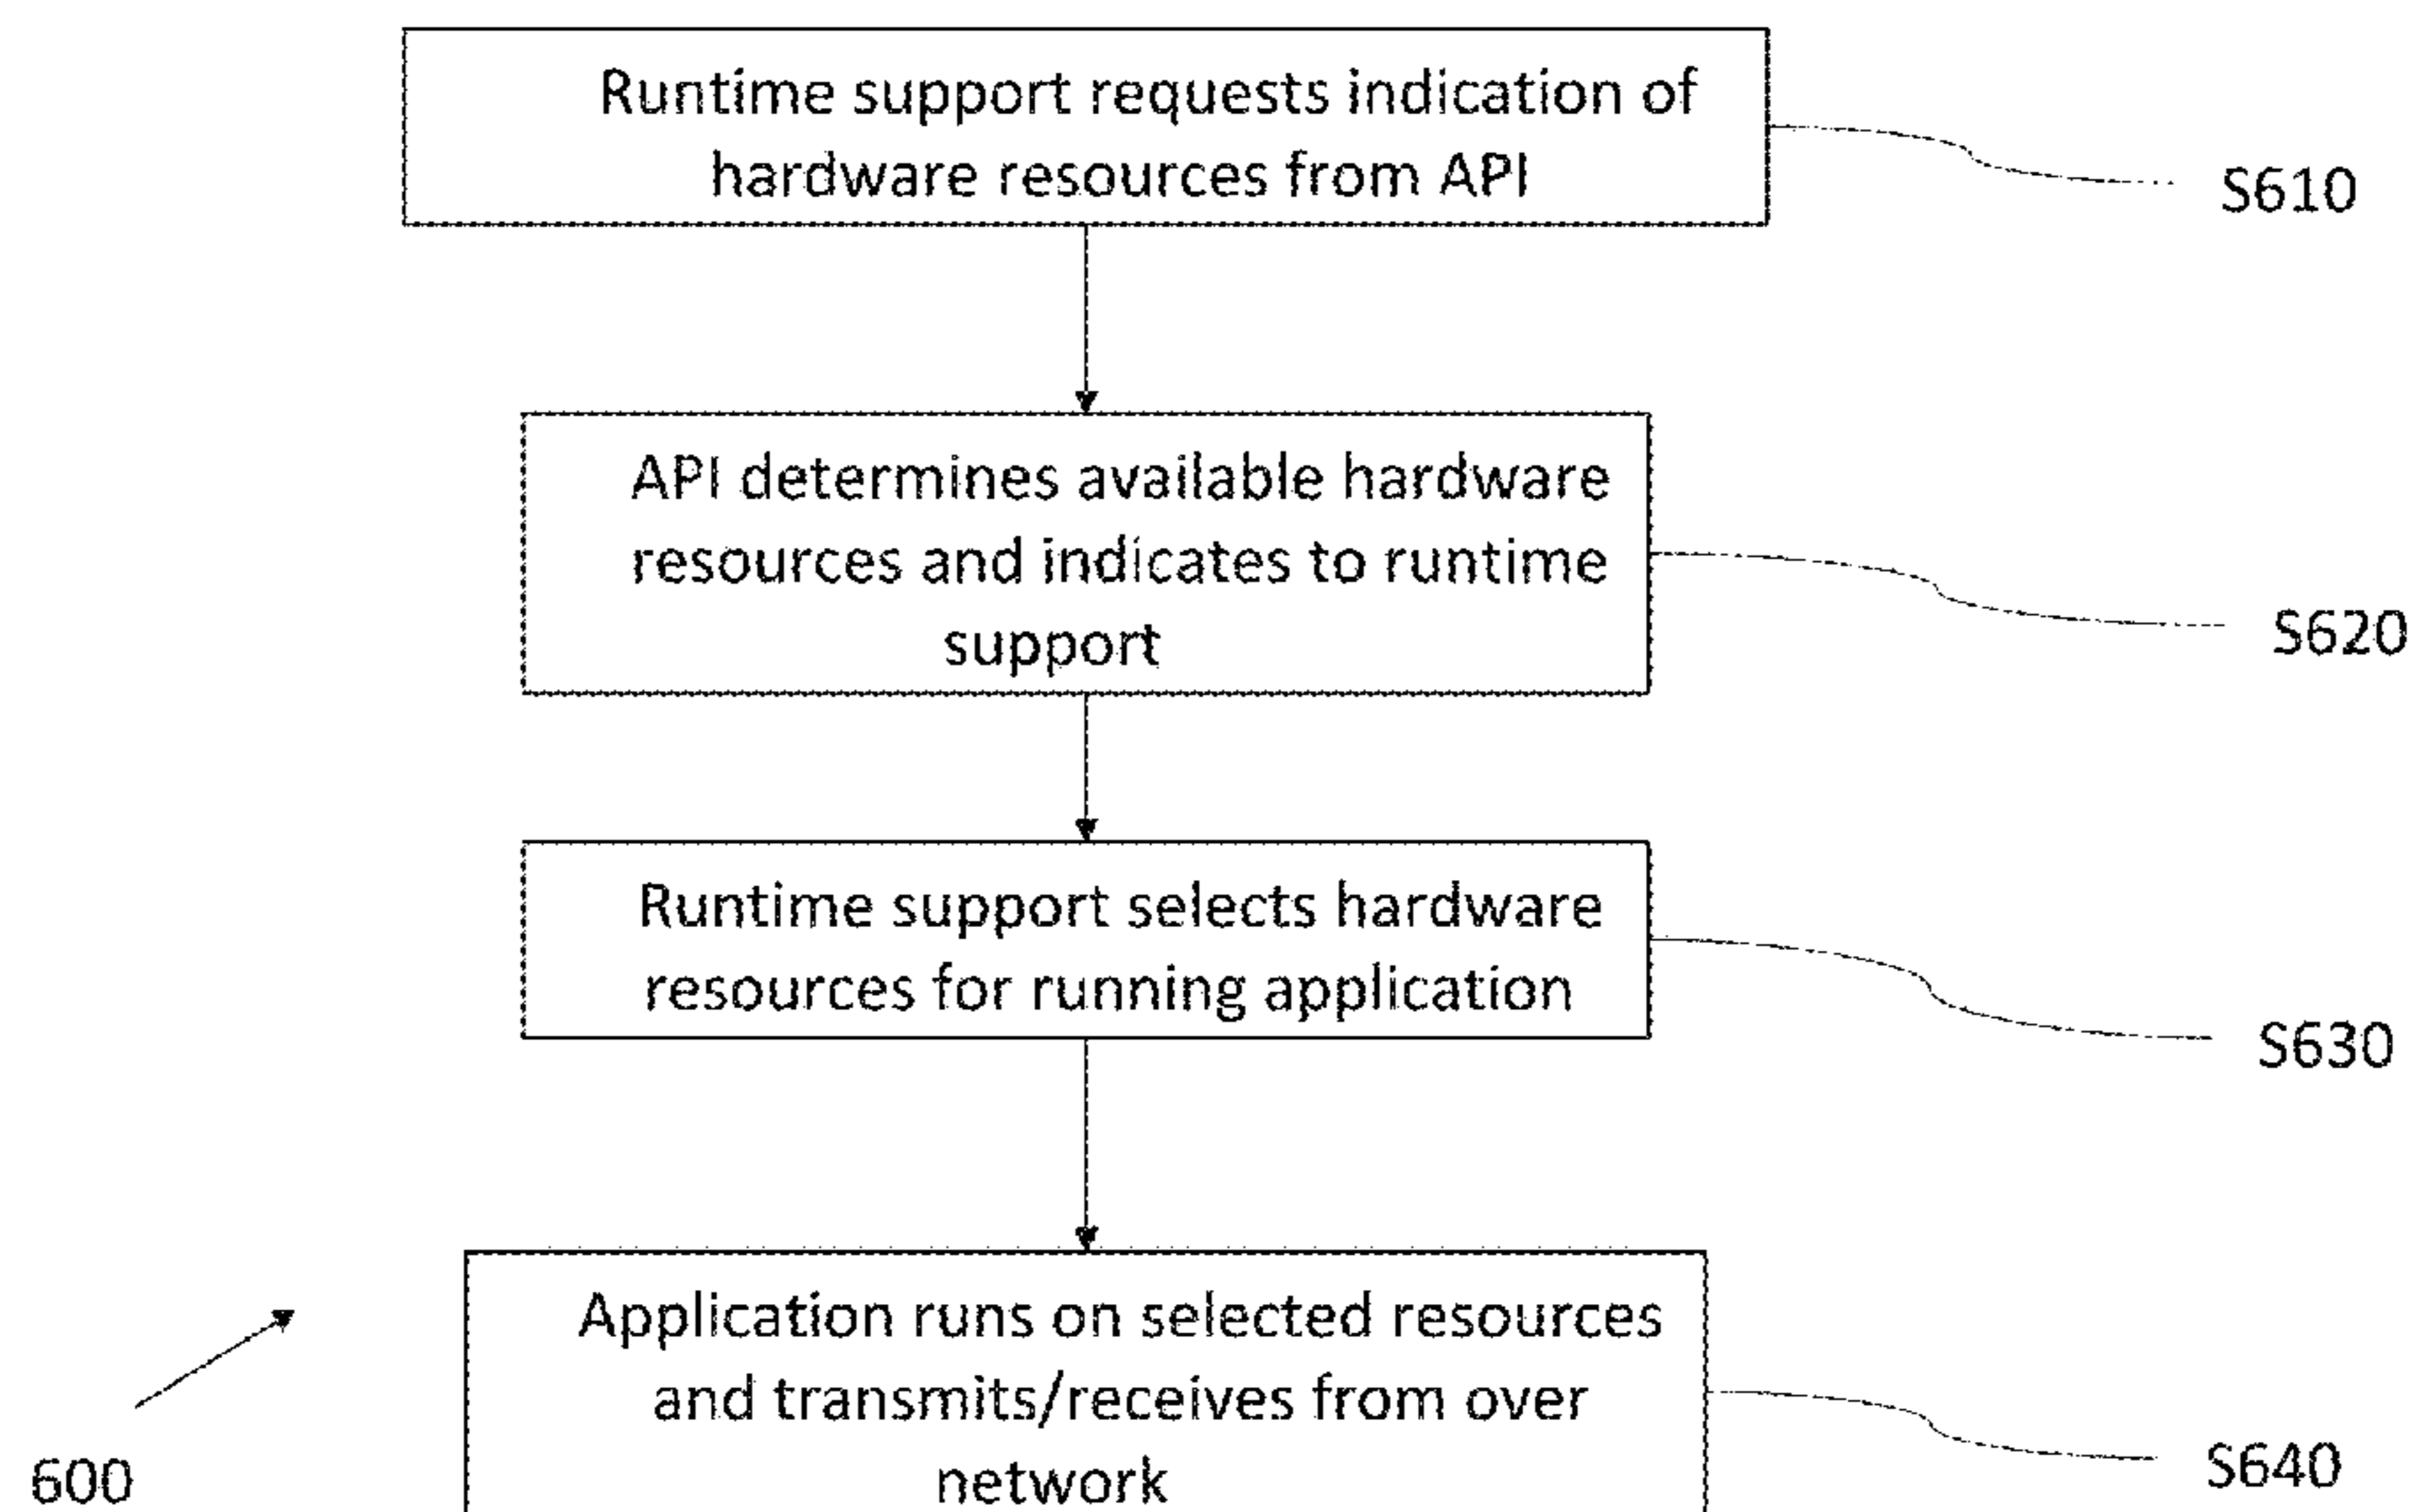 Runtime support requests indication of
hardware resources from API
S610
API determines available hardware
resources and indicates to runtime
support
S620
Runtime support selects hardware
resources for running application
S630
Application runs on selected resources
and transmits/receives from over
network
S640
600